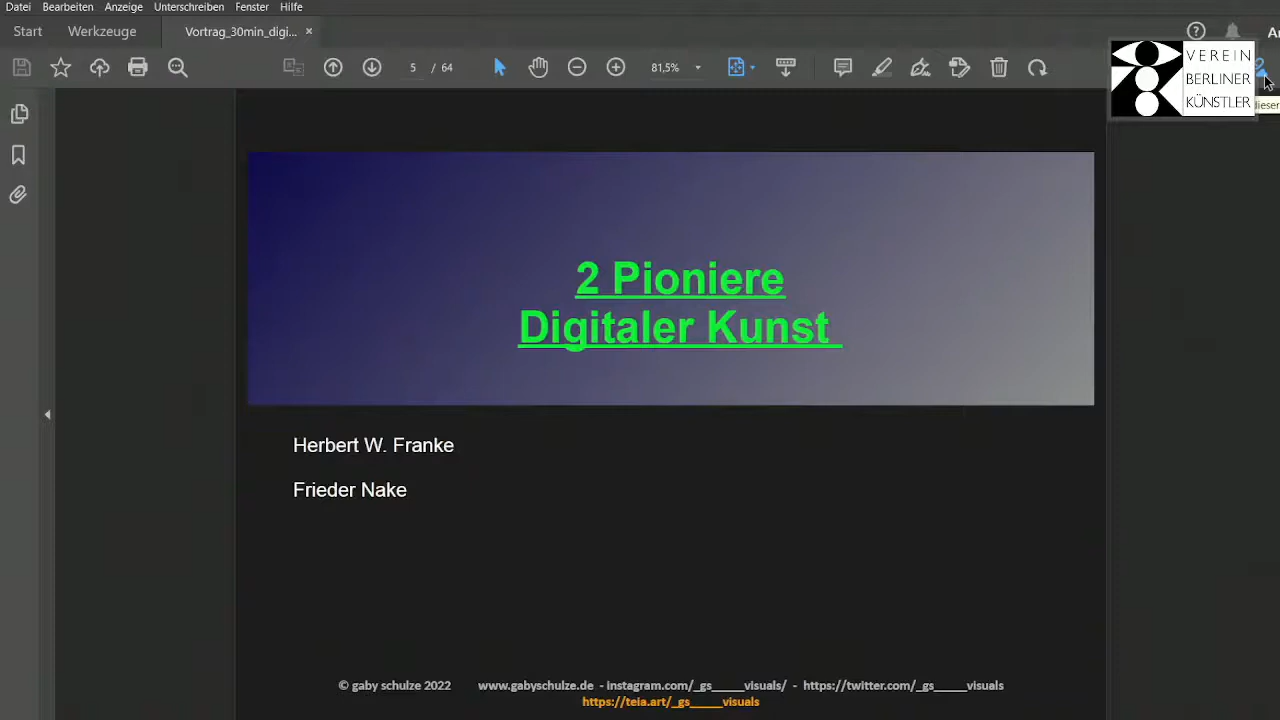 Datei Bearbeiten Anzeige Unterschreiben Fenster Hilfe
Start Werkzeuge Vortrag_30min_digi... ×
5 / 64 81,5%
VEREIN
BERLINER
KÜNSTLER
2 Pioniere
Digitaler Kunst
Herbert W. Franke
Frieder Nake
© gaby schulze 2022 www.gabyschulze.de - instagram.com/_gs_____visuals/ - https://twitter.com/_gs_____visuals
https://teia.art/_gs_____visuals